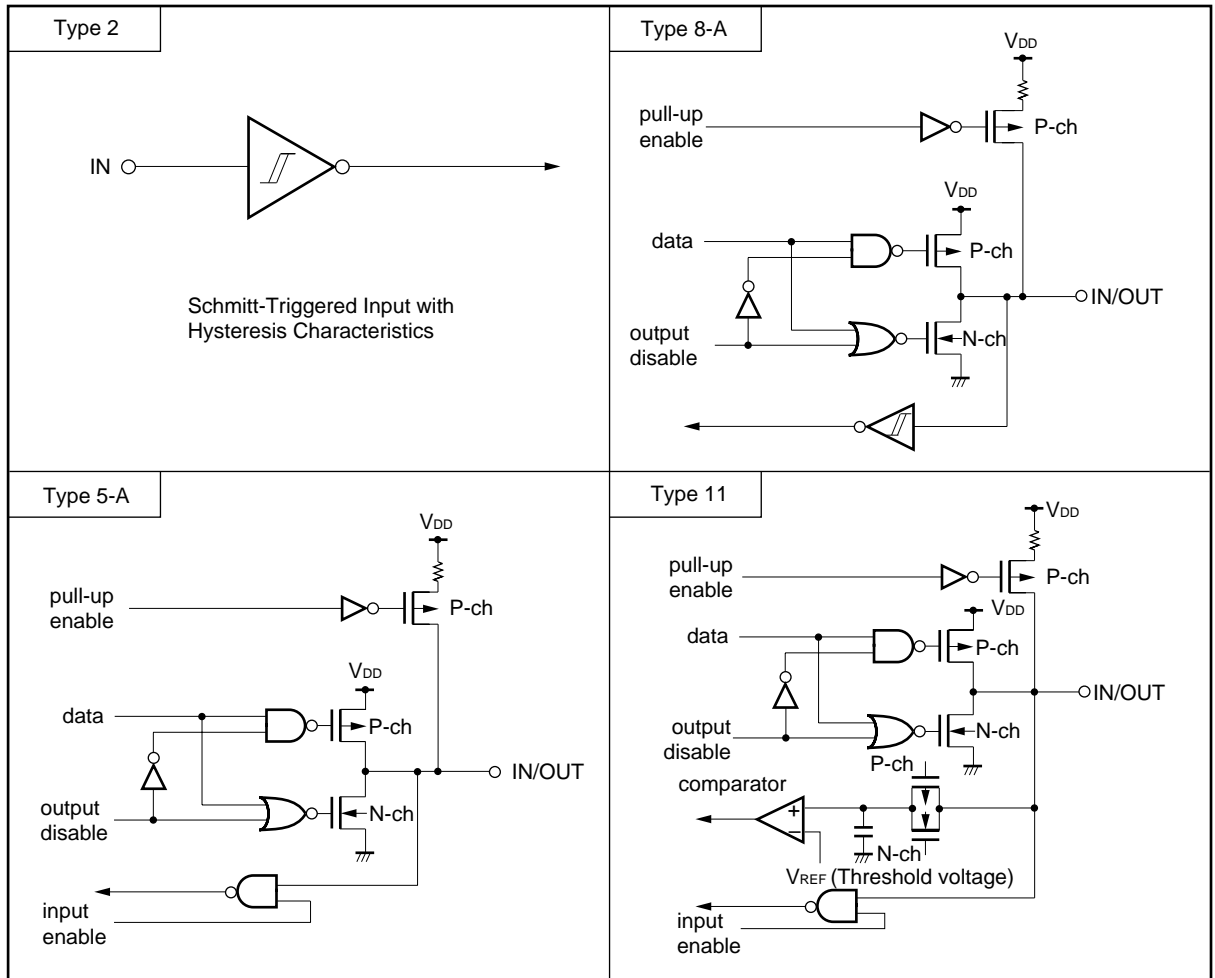 Type 2
IN
Schmitt-Triggered Input with
Hysteresis Characteristics
Type 8-A
VDD
pull-up
enable
P-ch
VDD
data
P-ch
IN/OUT
output
disable
N-ch
Type 5-A
VDD
pull-up
enable
P-ch
VDD
data
P-ch
IN/OUT
output
disable
N-ch
input
enable
Type 11
VDD
pull-up
enable
P-ch
VDD
data
P-ch
IN/OUT
output
disable
N-ch
P-ch
comparator
+
−
N-ch
VREF (Threshold voltage)
input
enable